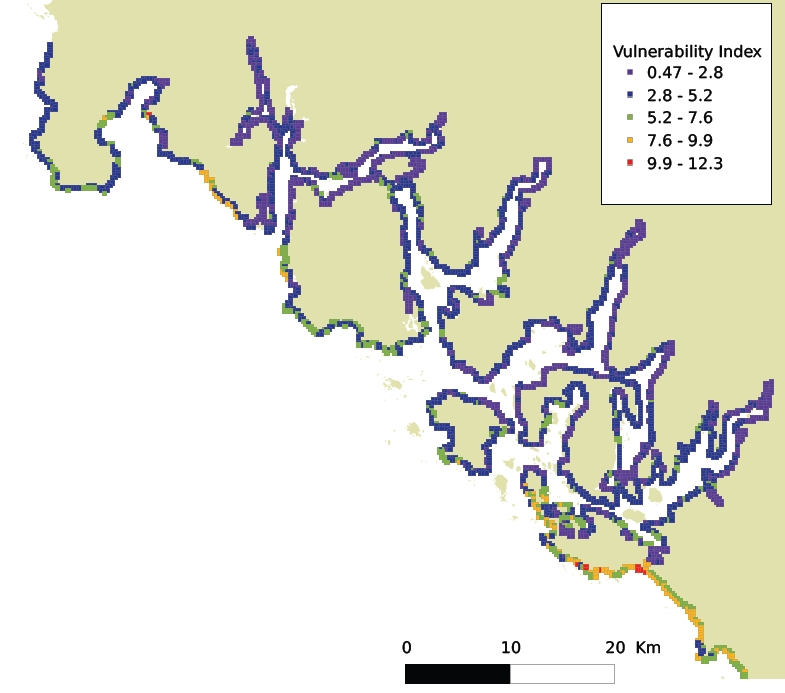 Vulnerability Index
0.47 - 2.8
2.8 - 5.2
5.2 - 7.6
7.6 - 9.9
9.9 - 12.3
0 10 20 Km